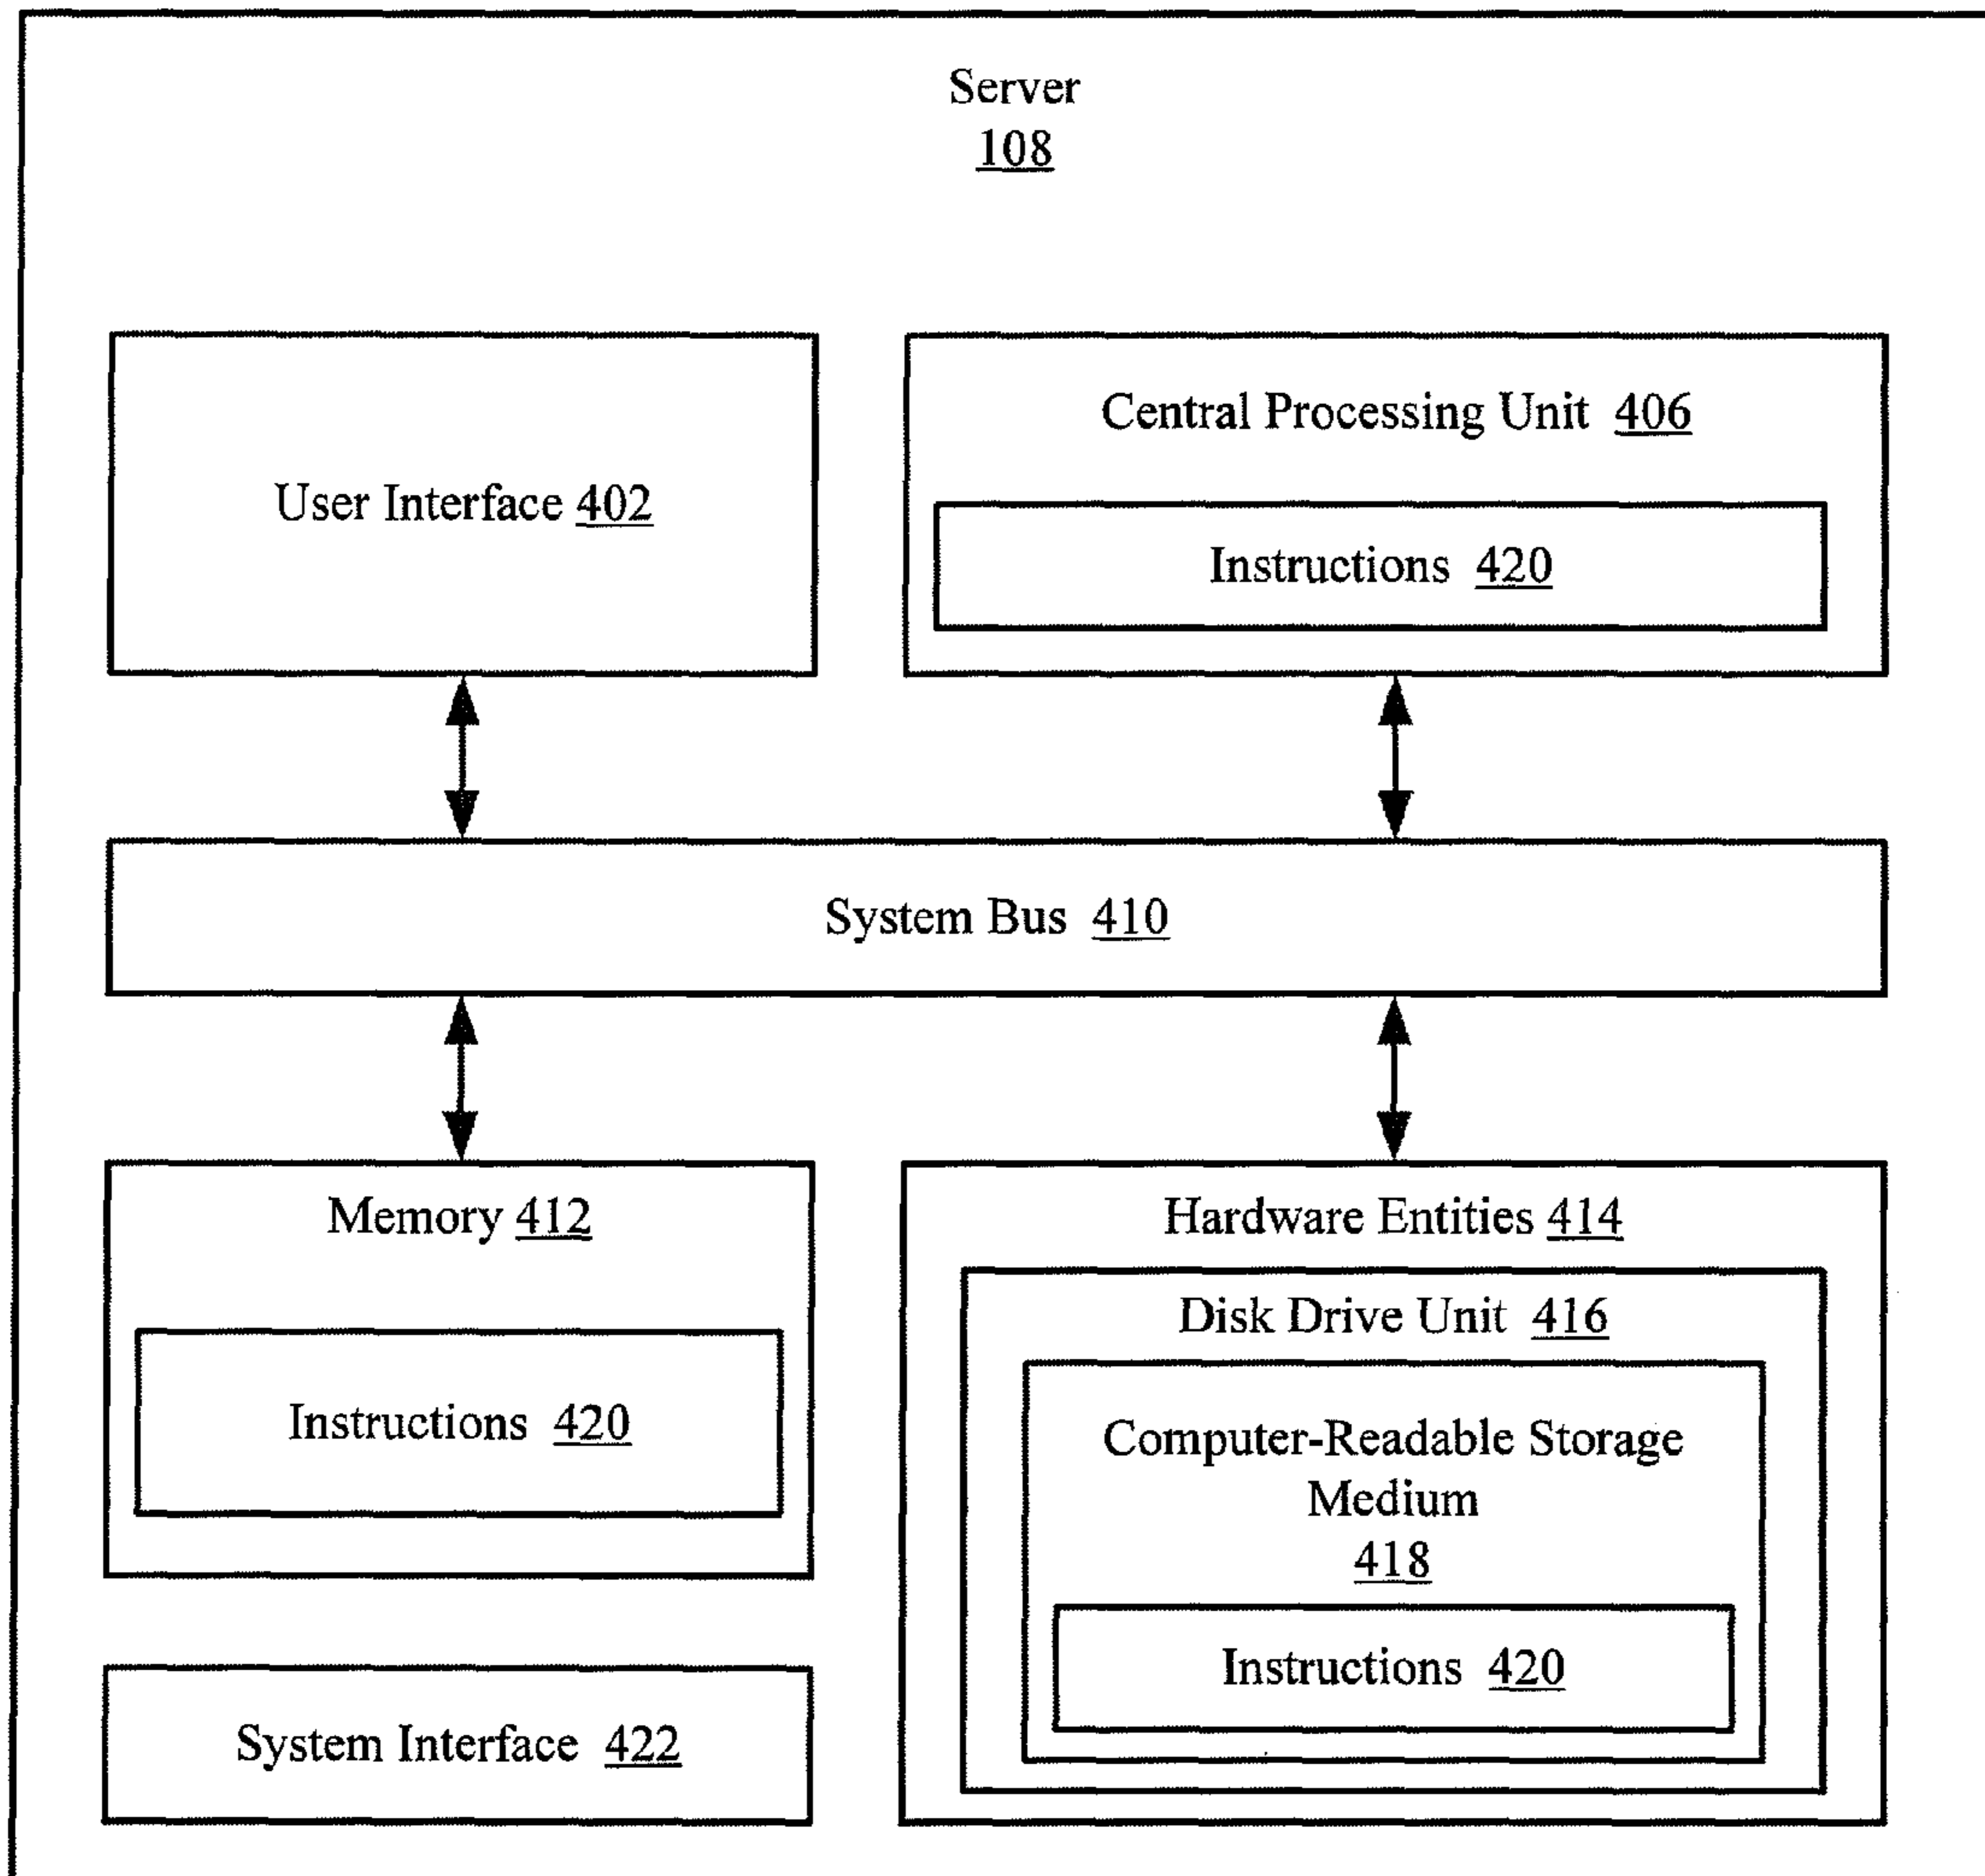 Server
108
User Interface 402
Central Processing Unit 406
Instructions 420
System Bus 410
Memory 412
Instructions 420
Hardware Entities 414
Disk Drive Unit 416
Computer-Readable Storage
Medium
418
Instructions 420
System Interface 422